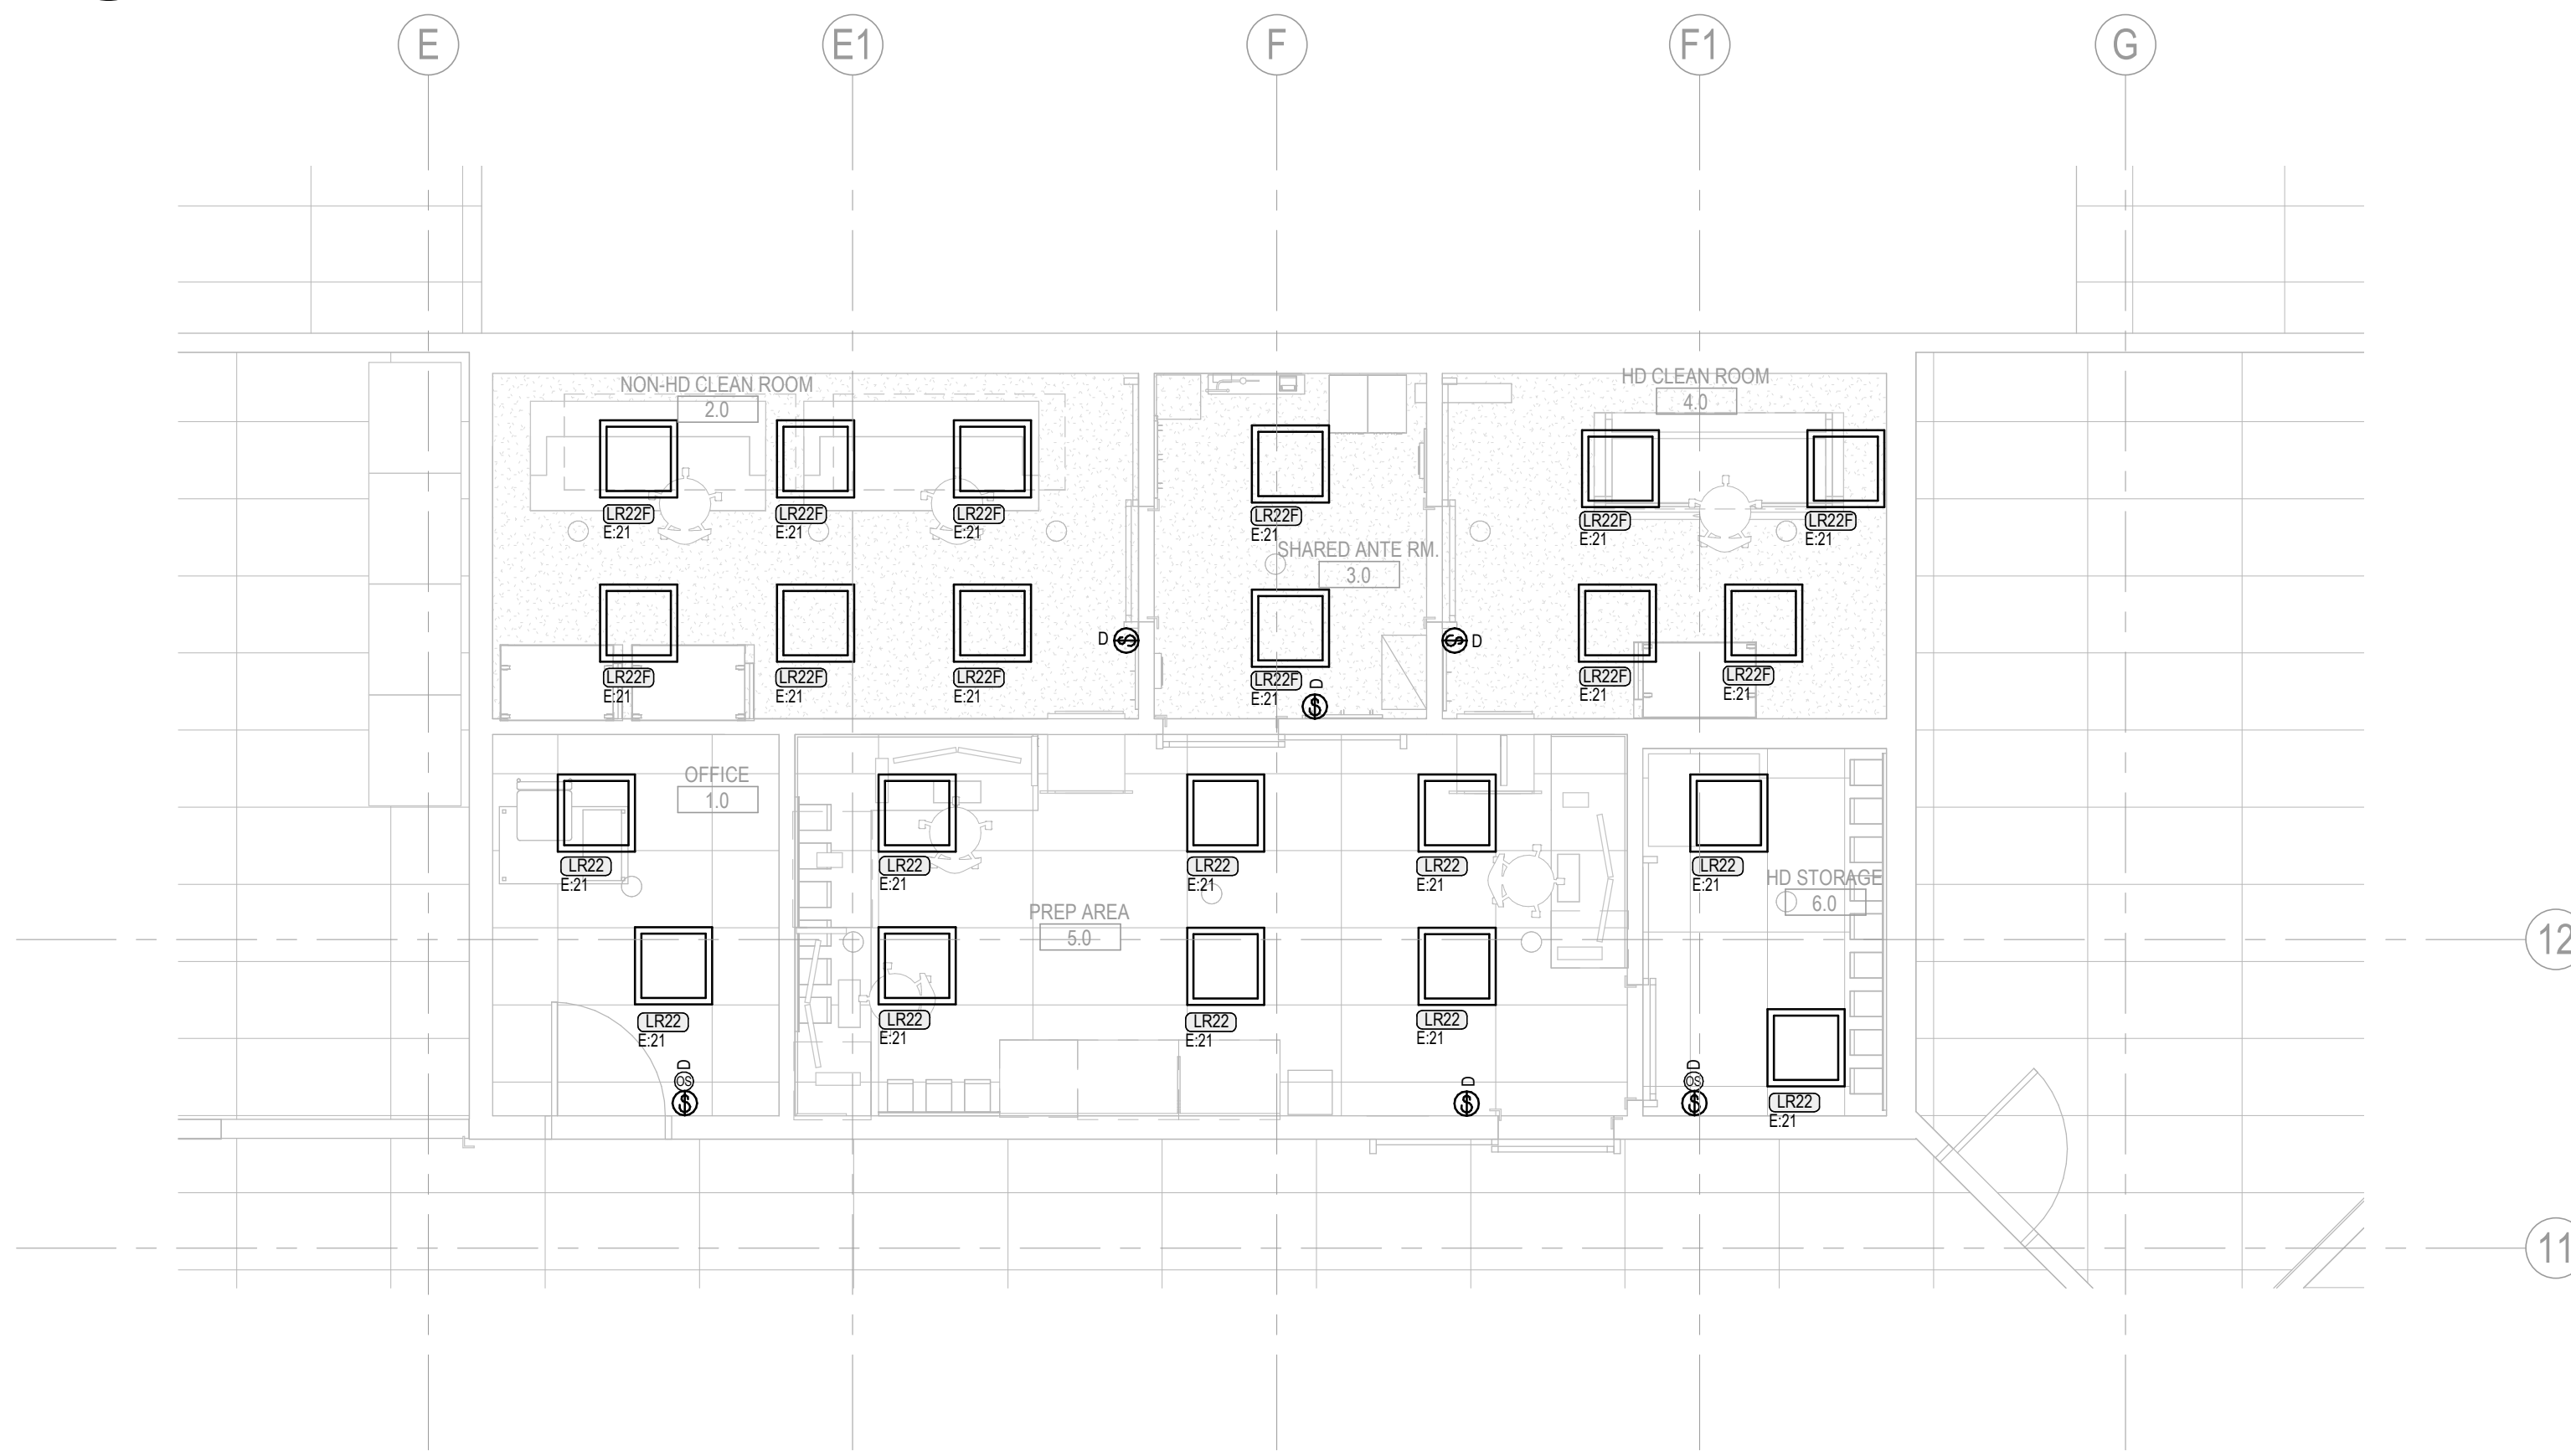 E E1 F F1 G
NON-HD CLEAN ROOM
2.0
HD CLEAN ROOM
4.0
LR22F
E:21
LR22F
E:21
LR22F
E:21
LR22F
E:21
LR22F
E:21
LR22F
E:21
SHARED ANTE RM.
3.0
D $
$ D
LR22F
E:21
LR22F
E:21
LR22F
E:21
LR22F
E:21
D
$
LR22F
E:21
LR22F
E:21
OFFICE
1.0
LR22
E:21
LR22
E:21
LR22
E:21
LR22
E:21
LR22
E:21
HD STORAGE
6.0
PREP AREA
5.0
12
LR22
E:21
LR22
E:21
LR22
E:21
LR22
E:21
D
OS
$
D
$
D
OS
$
LR22
E:21
11